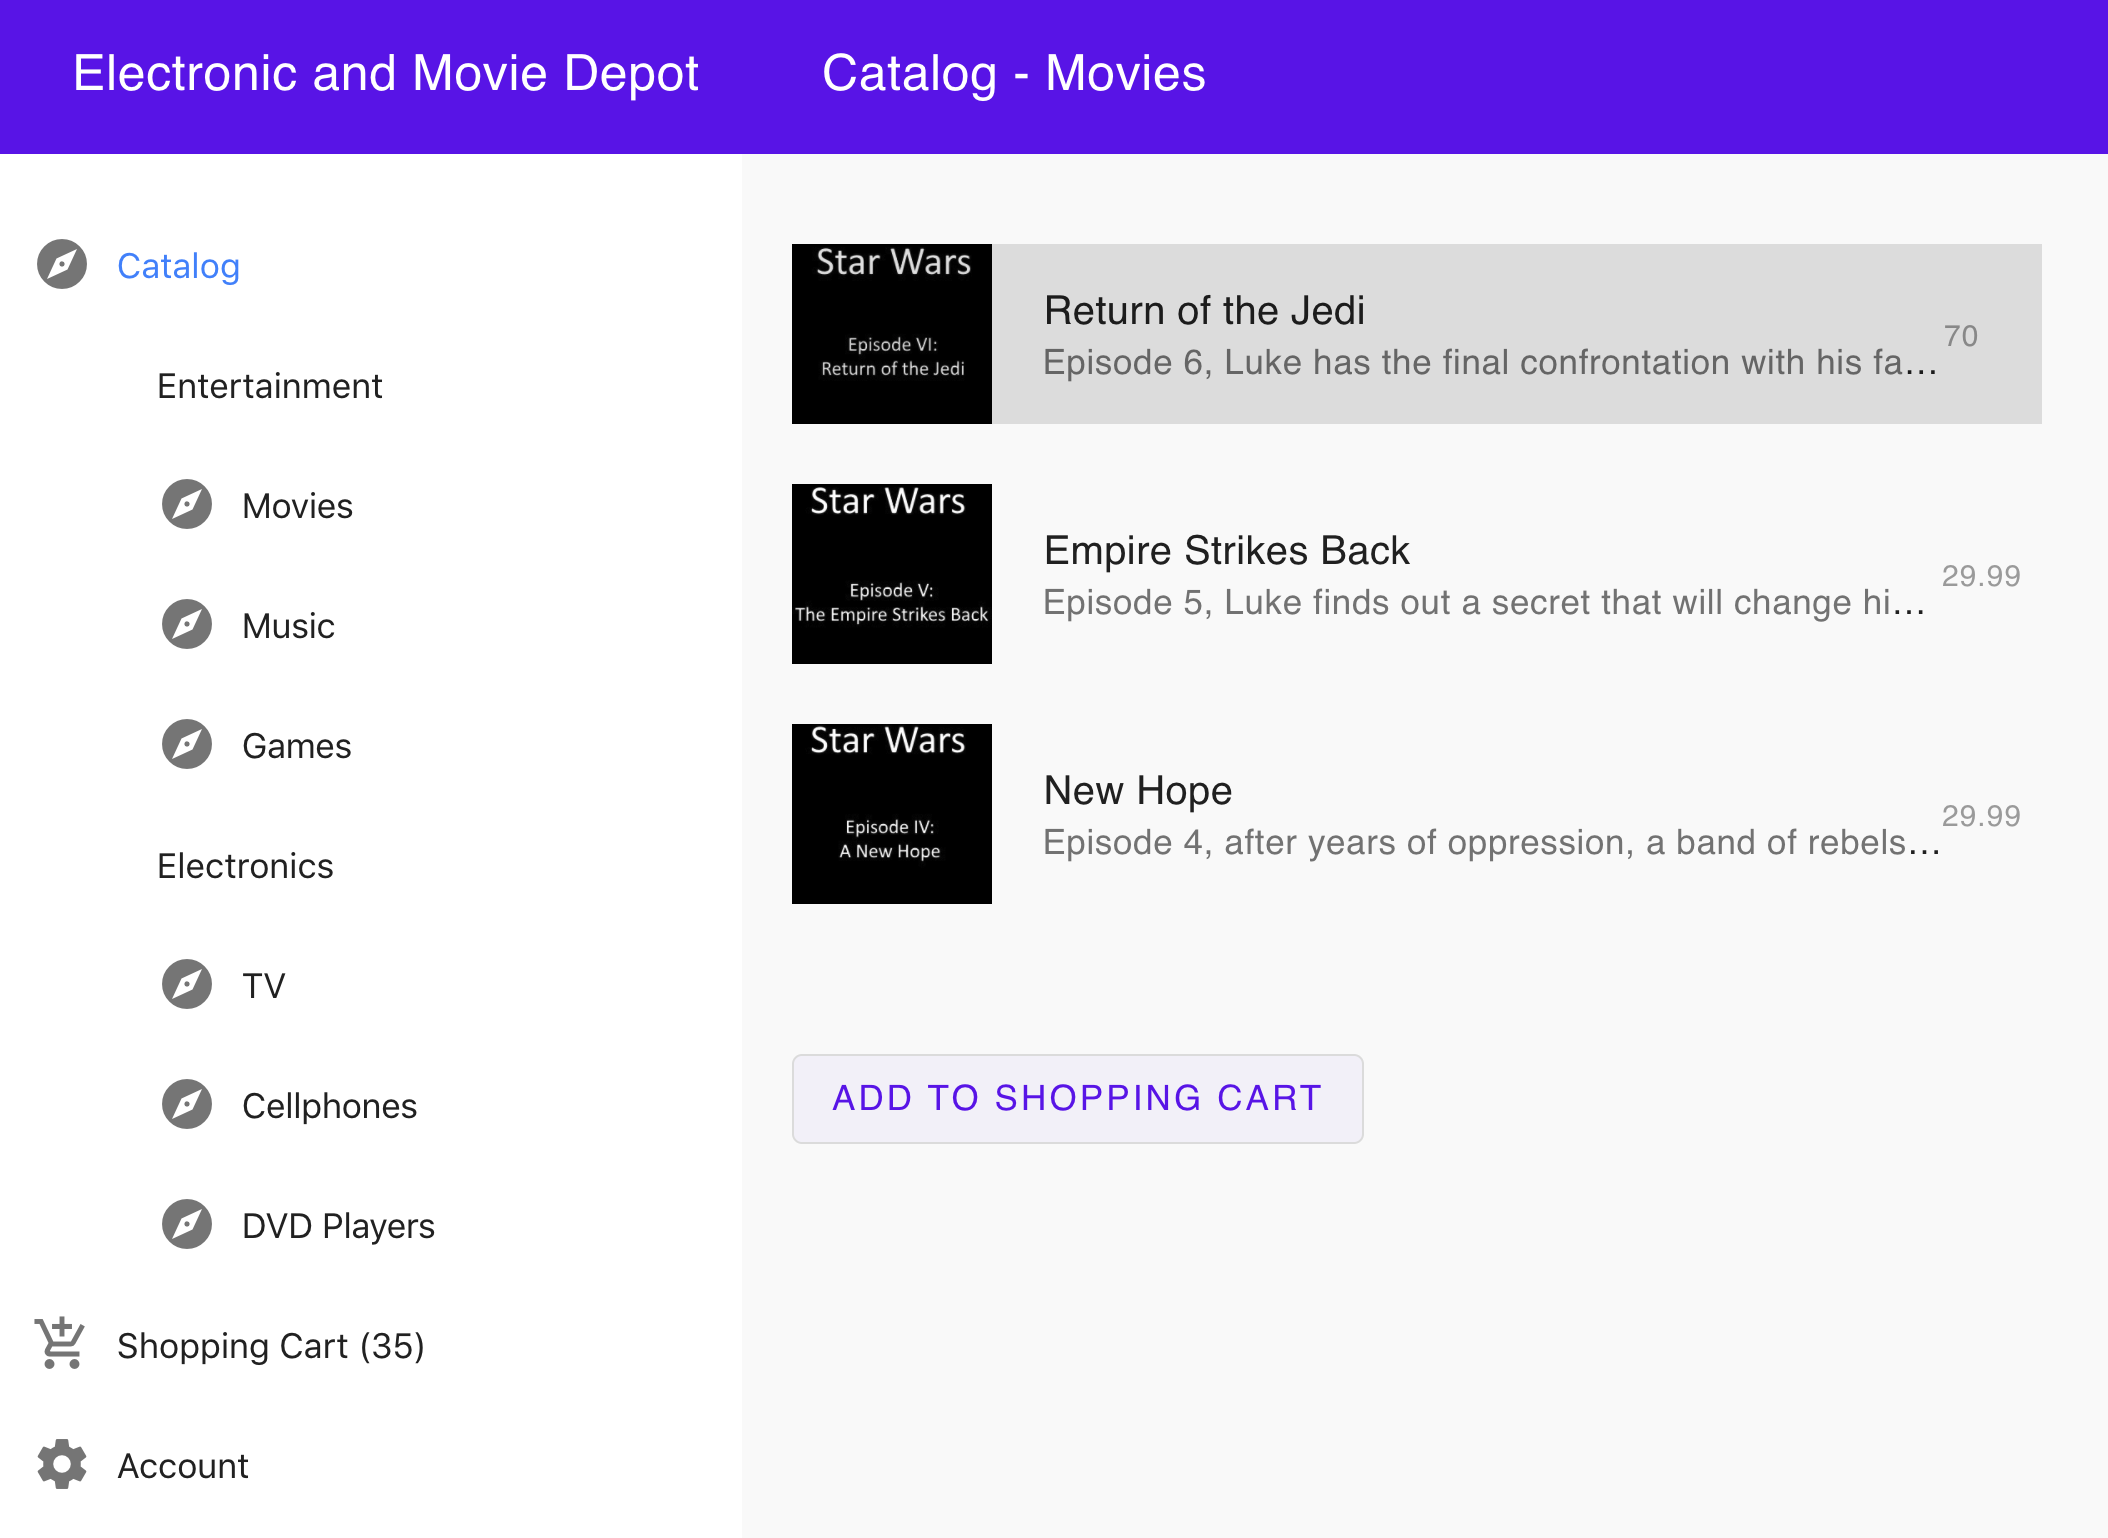 Electronic and Movie Depot
Catalog - Movies
Catalog
Entertainment
Movies
Music
Games
Electronics
TV
Cellphones
DVD Players
Shopping Cart (35)
Account
Star Wars
Episode VI:
Return of the Jedi
Return of the Jedi
Episode 6, Luke has the final confrontation with his fa...
70
Star Wars
Episode V:
The Empire Strikes Back
Empire Strikes Back
Episode 5, Luke finds out a secret that will change hi...
29.99
Star Wars
Episode IV:
A New Hope
New Hope
Episode 4, after years of oppression, a band of rebels...
29.99
ADD TO SHOPPING CART